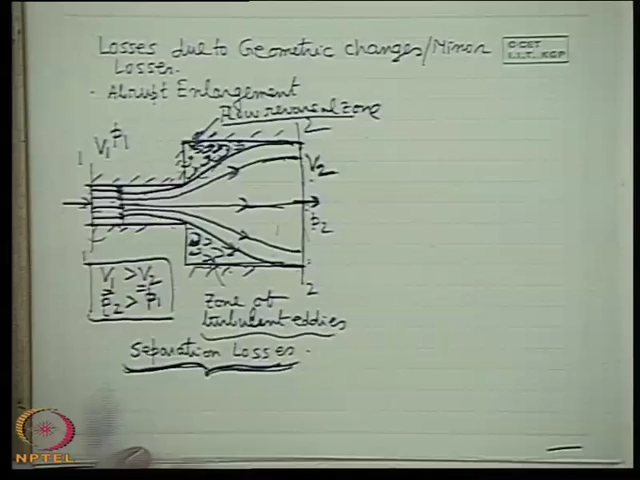 Losses due to Geometric changes/Minor
Losses.
© CET
I.I.T. KGP
· Abrupt Enlargement
Flow reversal zone
1 V1 p1
2
V2
p2
1
2
V1 > V2
p2 > p1
Zone of
turbulent eddies
Separation Losses.
NPTEL